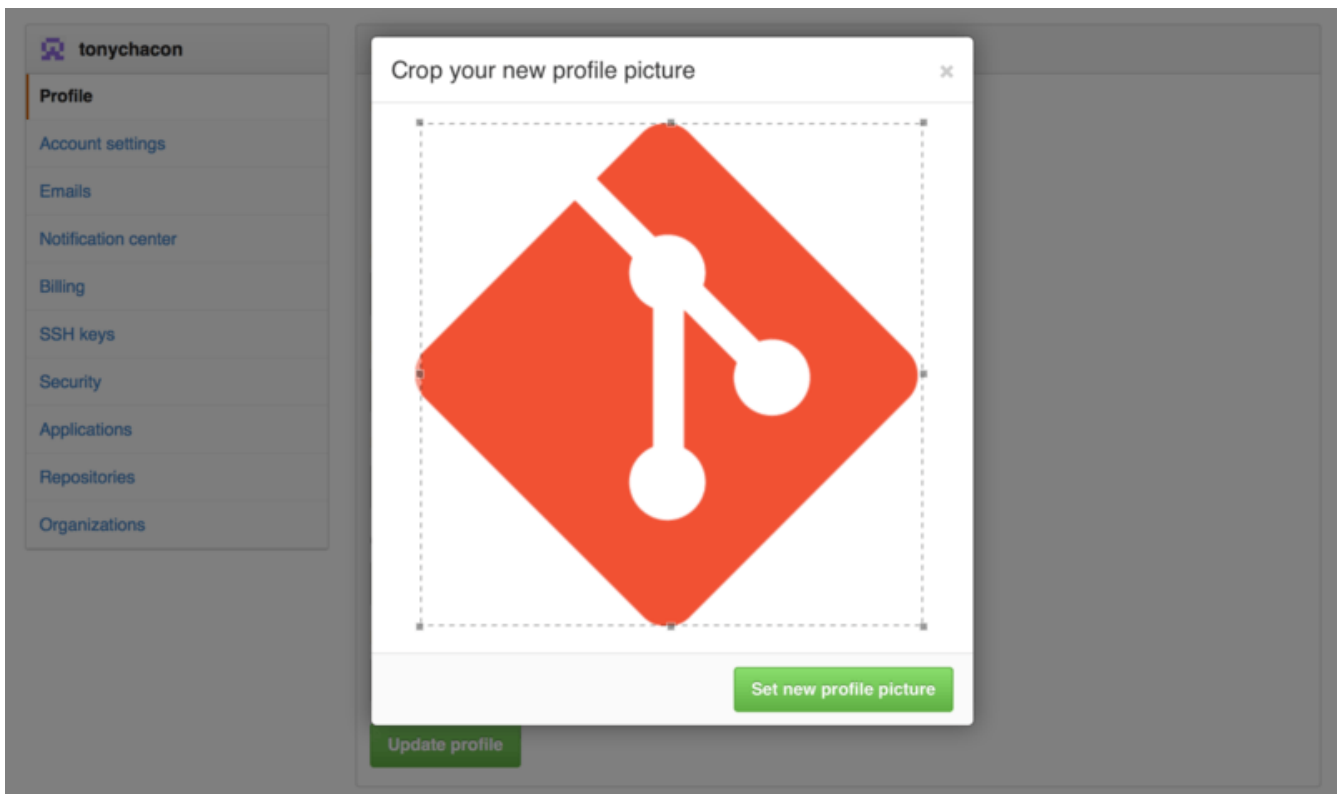 tonychacon
Profile
Account settings
Emails
Notification center
Billing
SSH keys
Security
Applications
Repositories
Organizations
Crop your new profile picture
×
Set new profile picture
Update profile